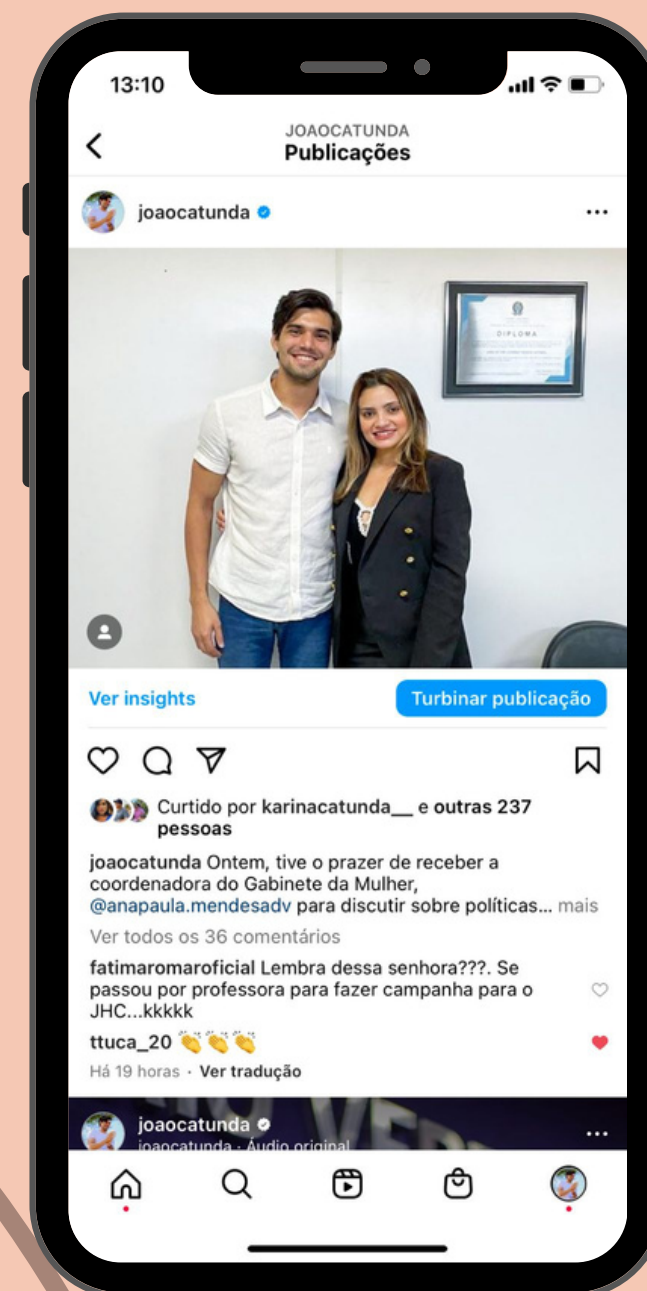 13:10
JOAOCATUNDA
Publicações
joaocatunda
DIPLOMA
Ver insights
Turbinar publicação
Curtido por karinacatunda__ e outras 237
pessoas
joaocatunda Ontem, tive o prazer de receber a
coordenadora do Gabinete da Mulher,
@anapaula.mendesadv para discutir sobre políticas... mais
Ver todos os 36 comentários
fatimaromaroficial Lembra dessa senhora???. Se
passou por professora para fazer campanha para o
JHC...kkkkk
ttuca_20 👏👏👏
Há 19 horas · Ver tradução
joaocatunda
joaocatunda · Áudio original